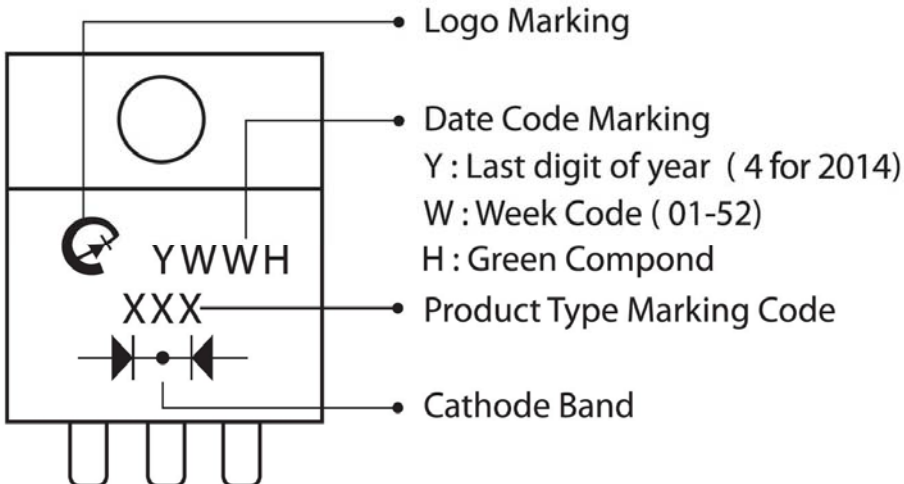 Logo Marking
Date Code Marking
Y : Last digit of year ( 4 for 2014)
W : Week Code ( 01-52)
YWWH
H : Green Compond
XXX
Product Type Marking Code
Cathode Band